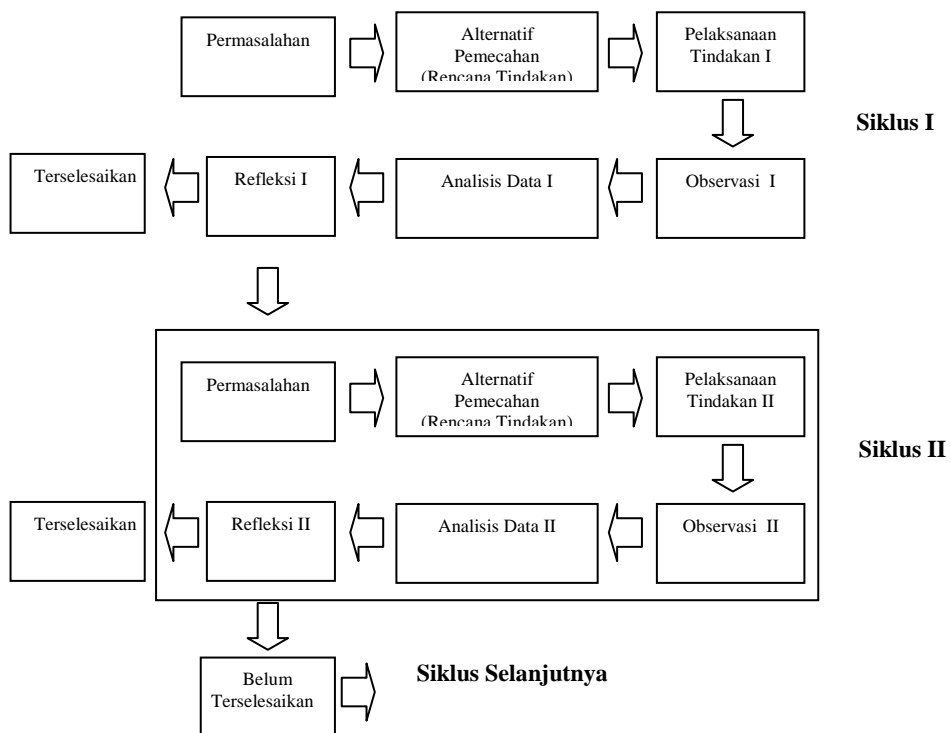 Permasalahan
Alternatif
Pemecahan
(Rencana Tindakan)
Pelaksanaan
Tindakan I
Siklus I
Terselesaikan
Refleksi I
Analisis Data I
Observasi I
Permasalahan
Alternatif
Pemecahan
(Rencana Tindakan)
Pelaksanaan
Tindakan II
Siklus II
Terselesaikan
Refleksi II
Analisis Data II
Observasi II
Belum
Terselesaikan
Siklus Selanjutnya